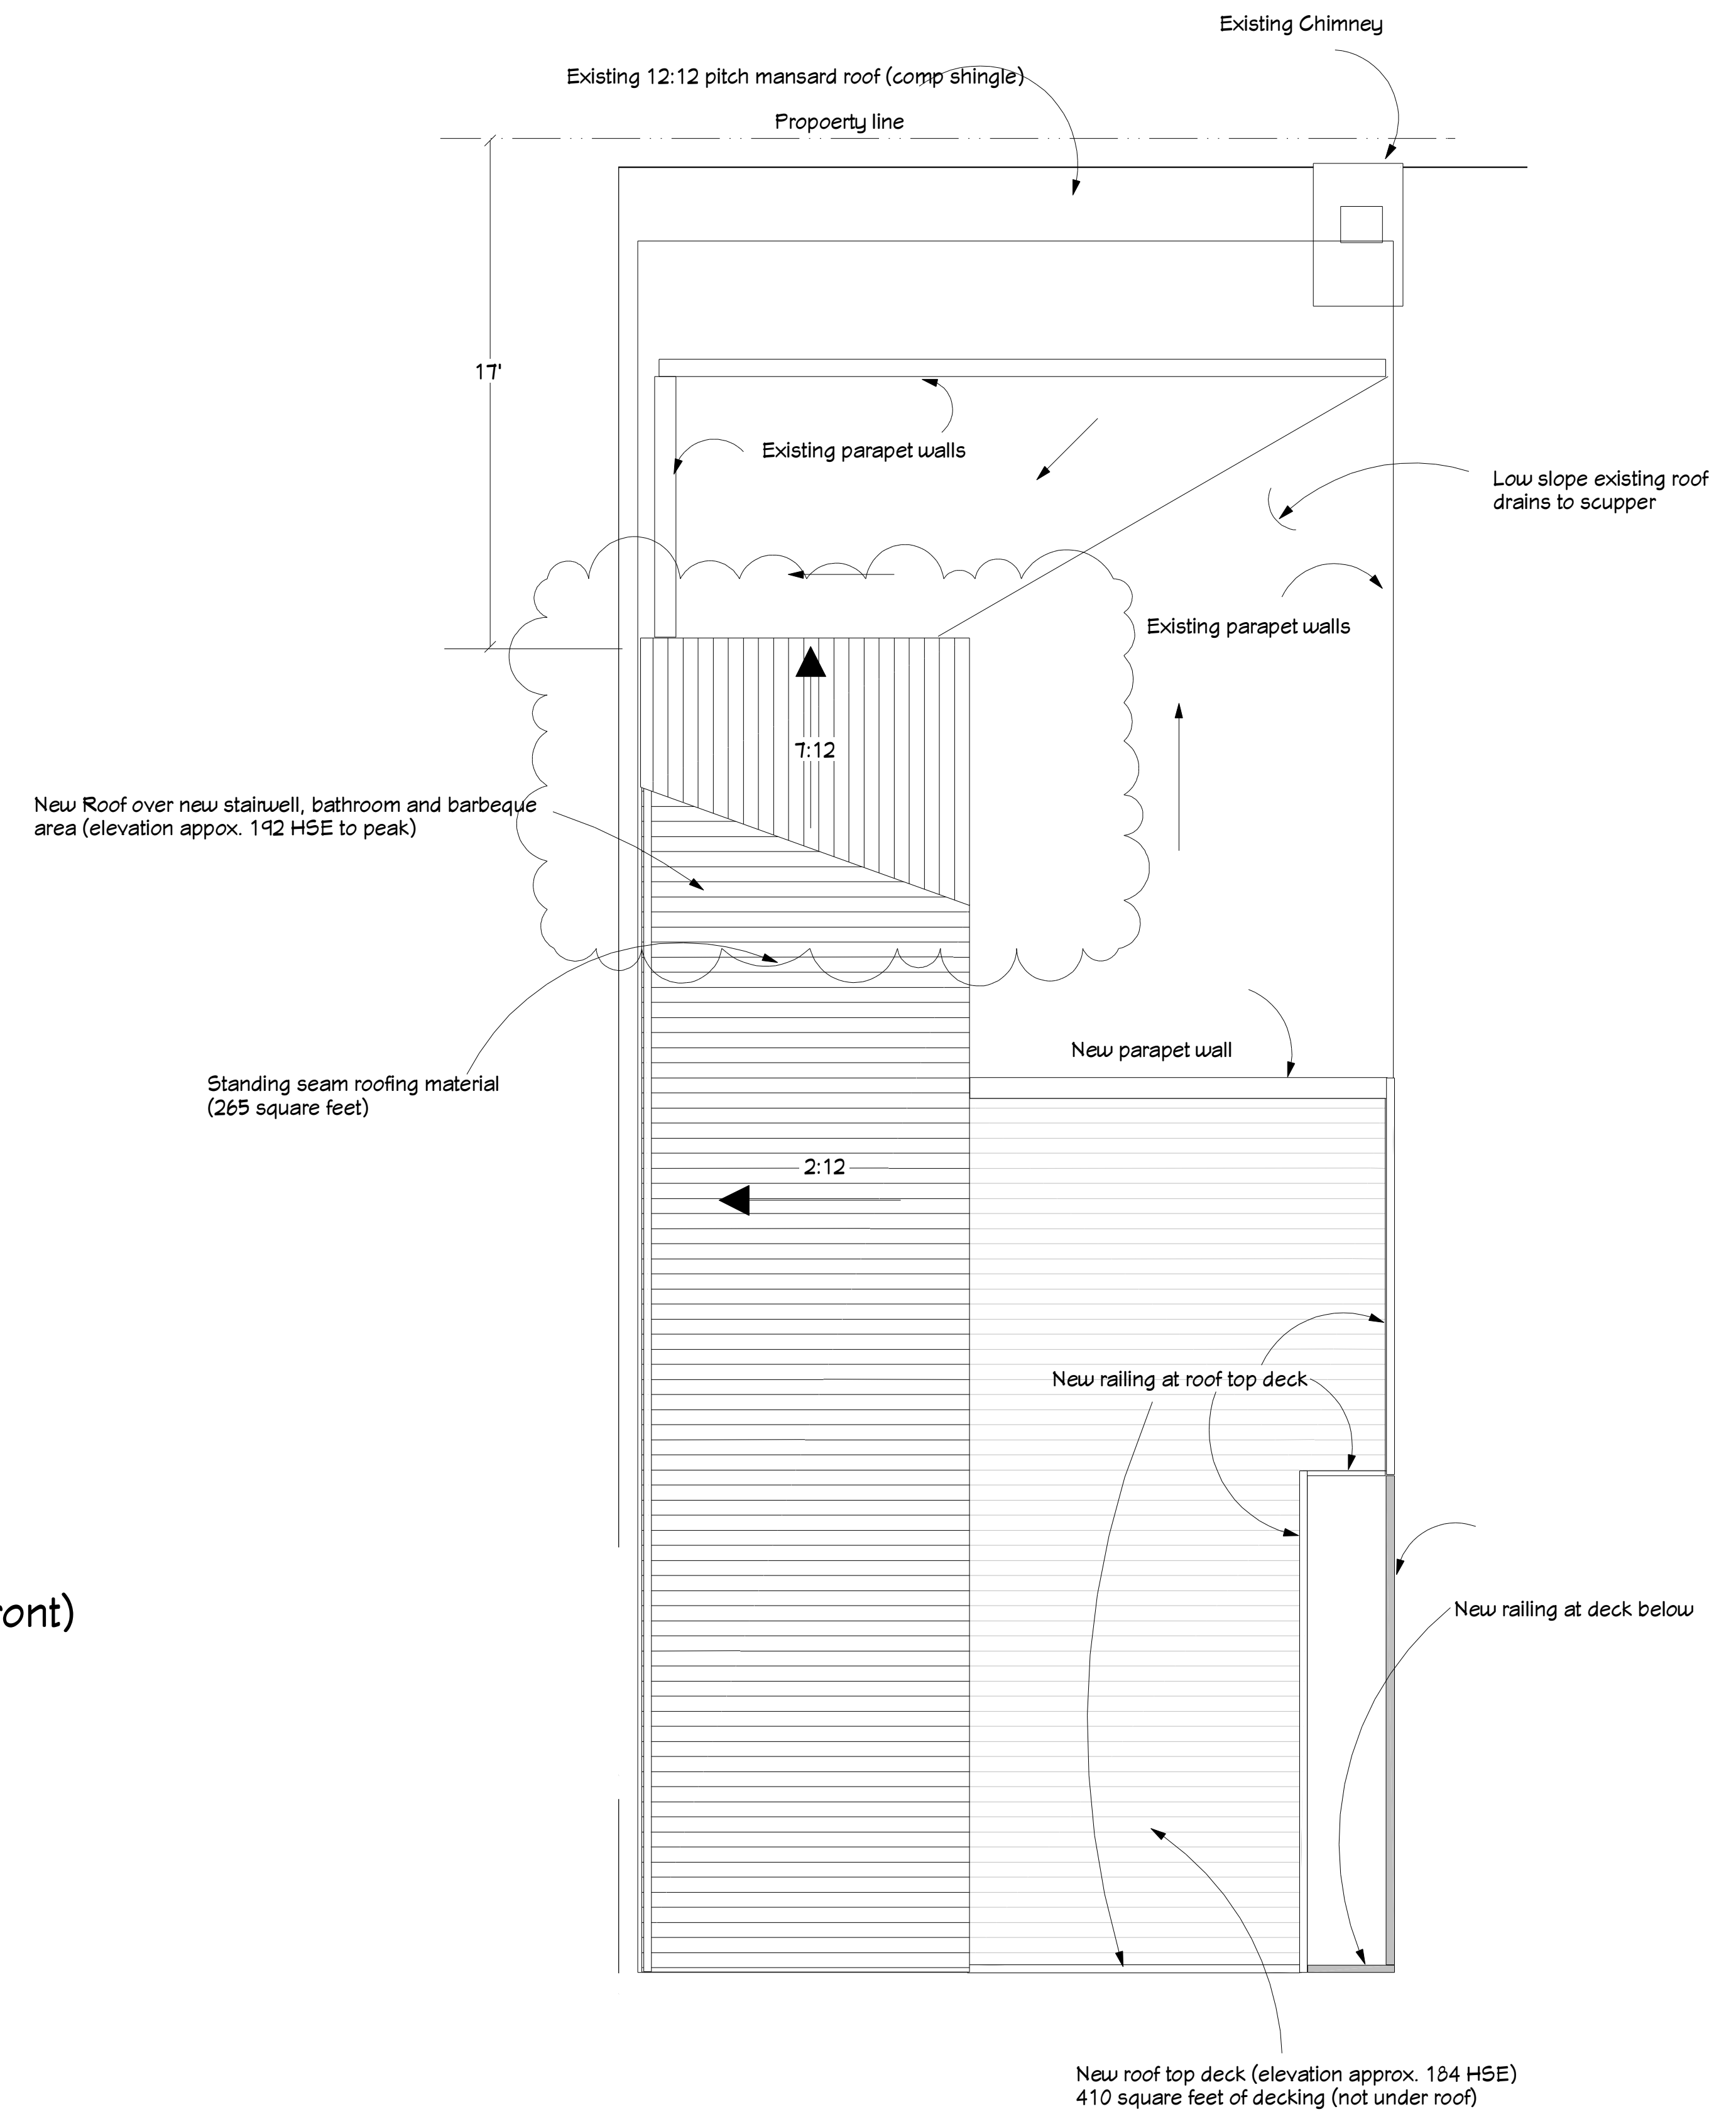 Existing Chimney
Existing 12:12 pitch mansard roof (comp shingle)
Propoerty line
17'
Existing parapet walls
Low slope existing roof
drains to scupper
Existing parapet walls
7:12
New Roof over new stairwell, bathroom and barbeque
area (elevation appox. 192 HSE to peak)
New parapet wall
Standing seam roofing material
(265 square feet)
2:12
New railing at roof top deck
ront)
New railing at deck below
New roof top deck (elevation approx. 184 HSE)
410 square feet of decking (not under roof)